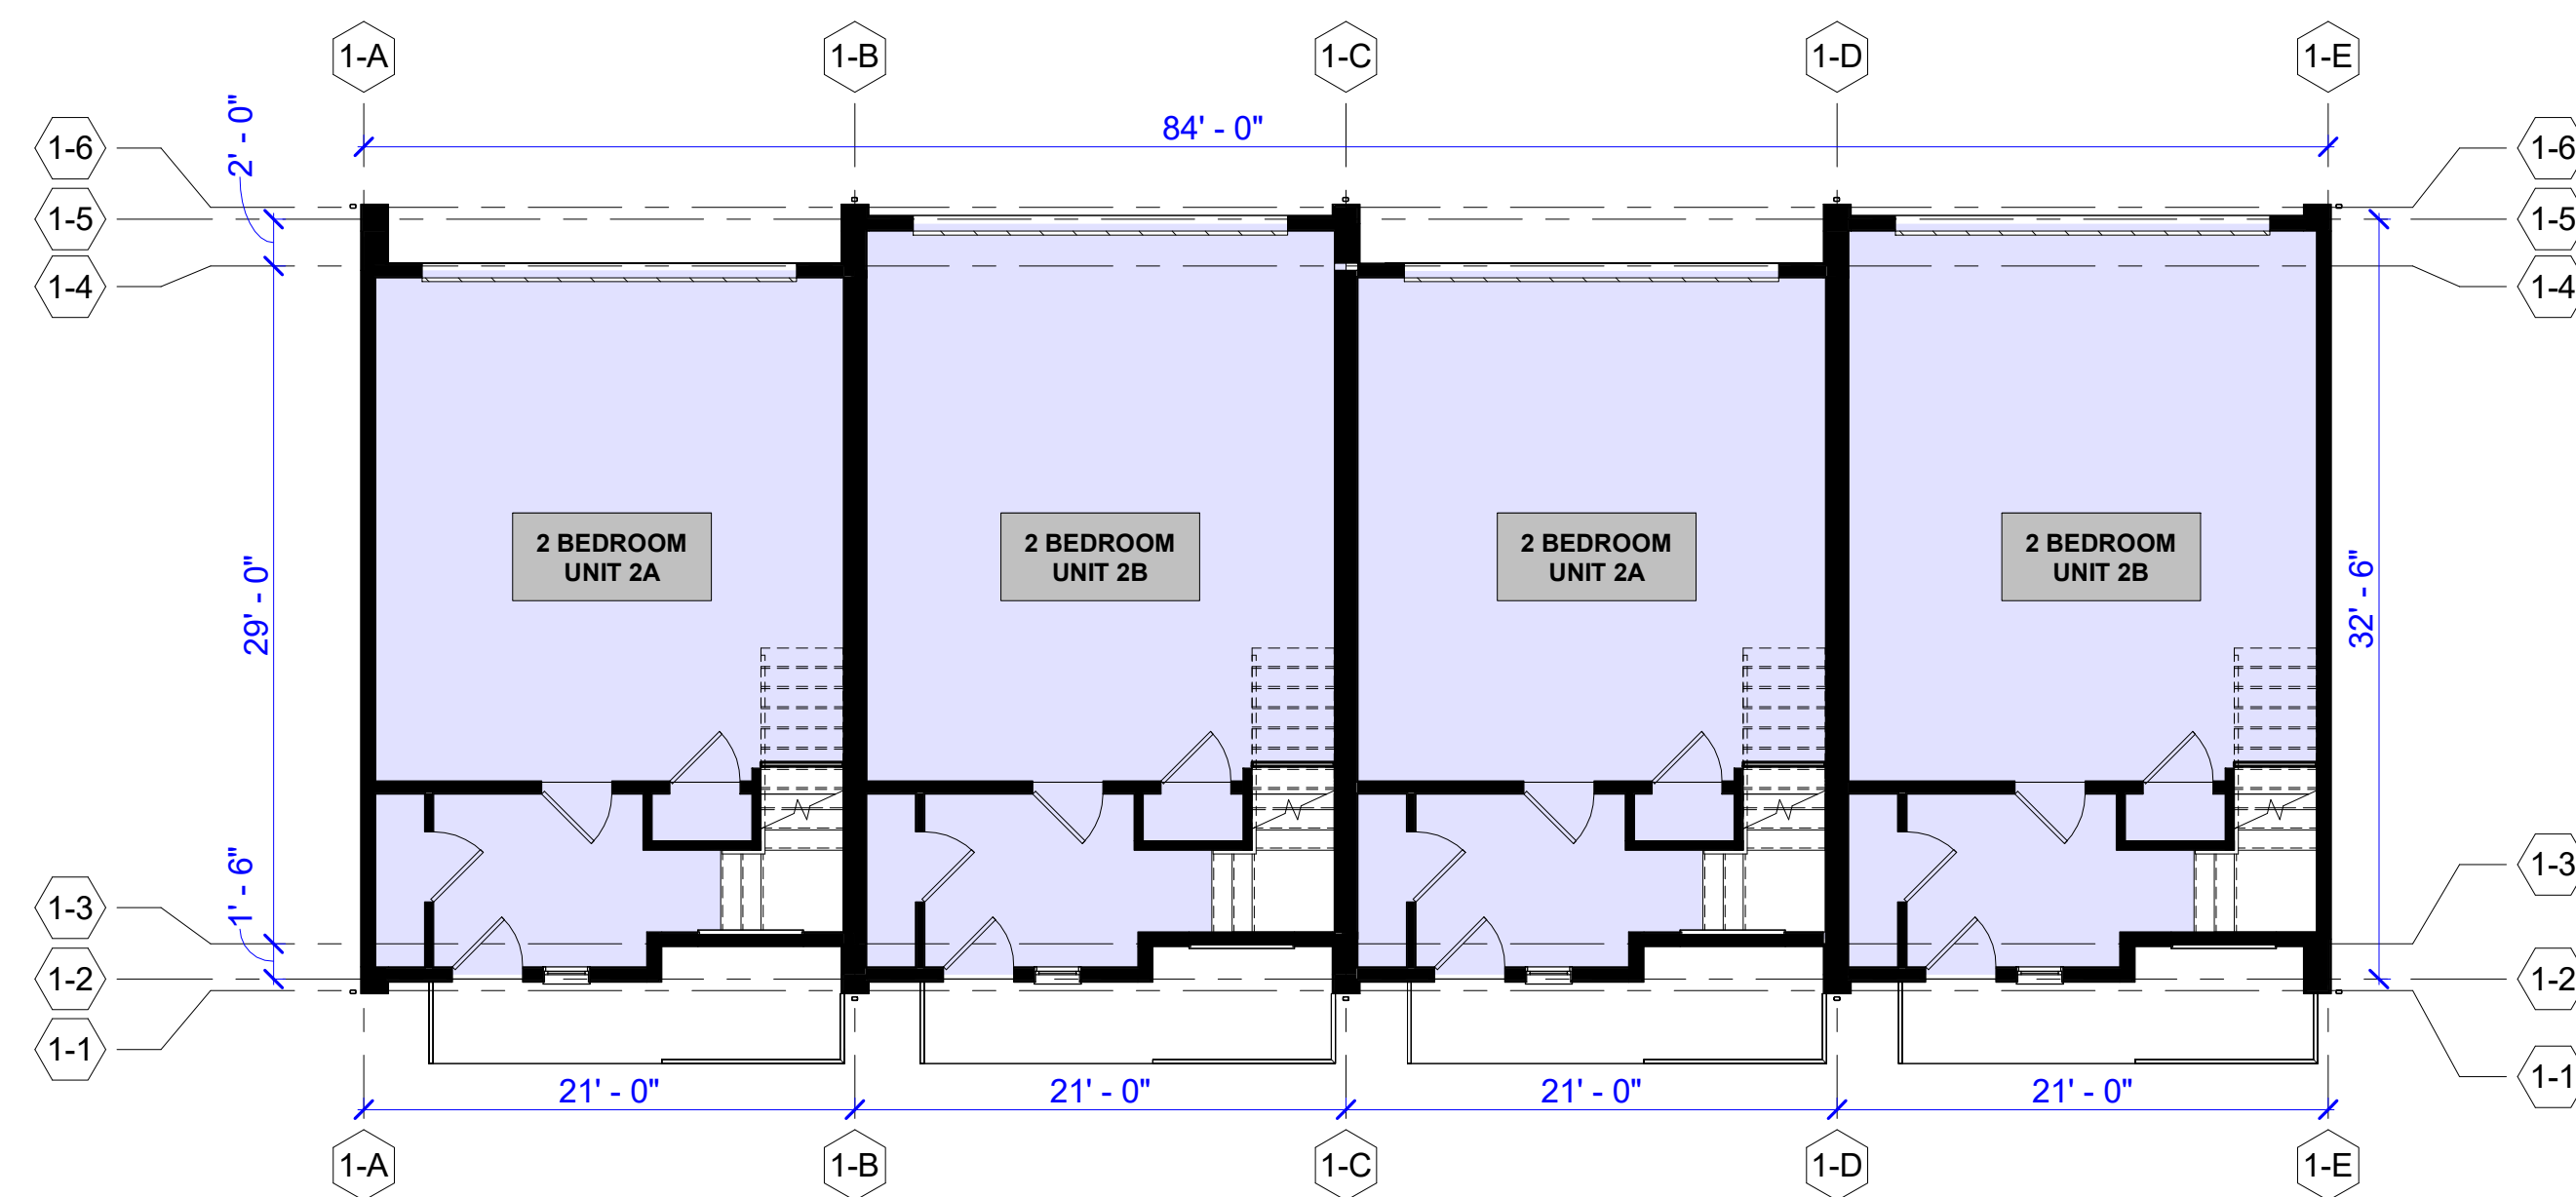 1-A
1-B
1-C
1-D
1-E
84' - 0"
2' - 0"
1-6
1-6
1-5
1-5
1-4
1-4
2 BEDROOM
UNIT 2A
2 BEDROOM
UNIT 2B
2 BEDROOM
UNIT 2A
2 BEDROOM
UNIT 2B
29' - 0"
32' - 6"
1' - 6"
1-3
1-3
1-2
1-2
1-1
1-1
21' - 0"
21' - 0"
21' - 0"
21' - 0"
1-A
1-B
1-C
1-D
1-E